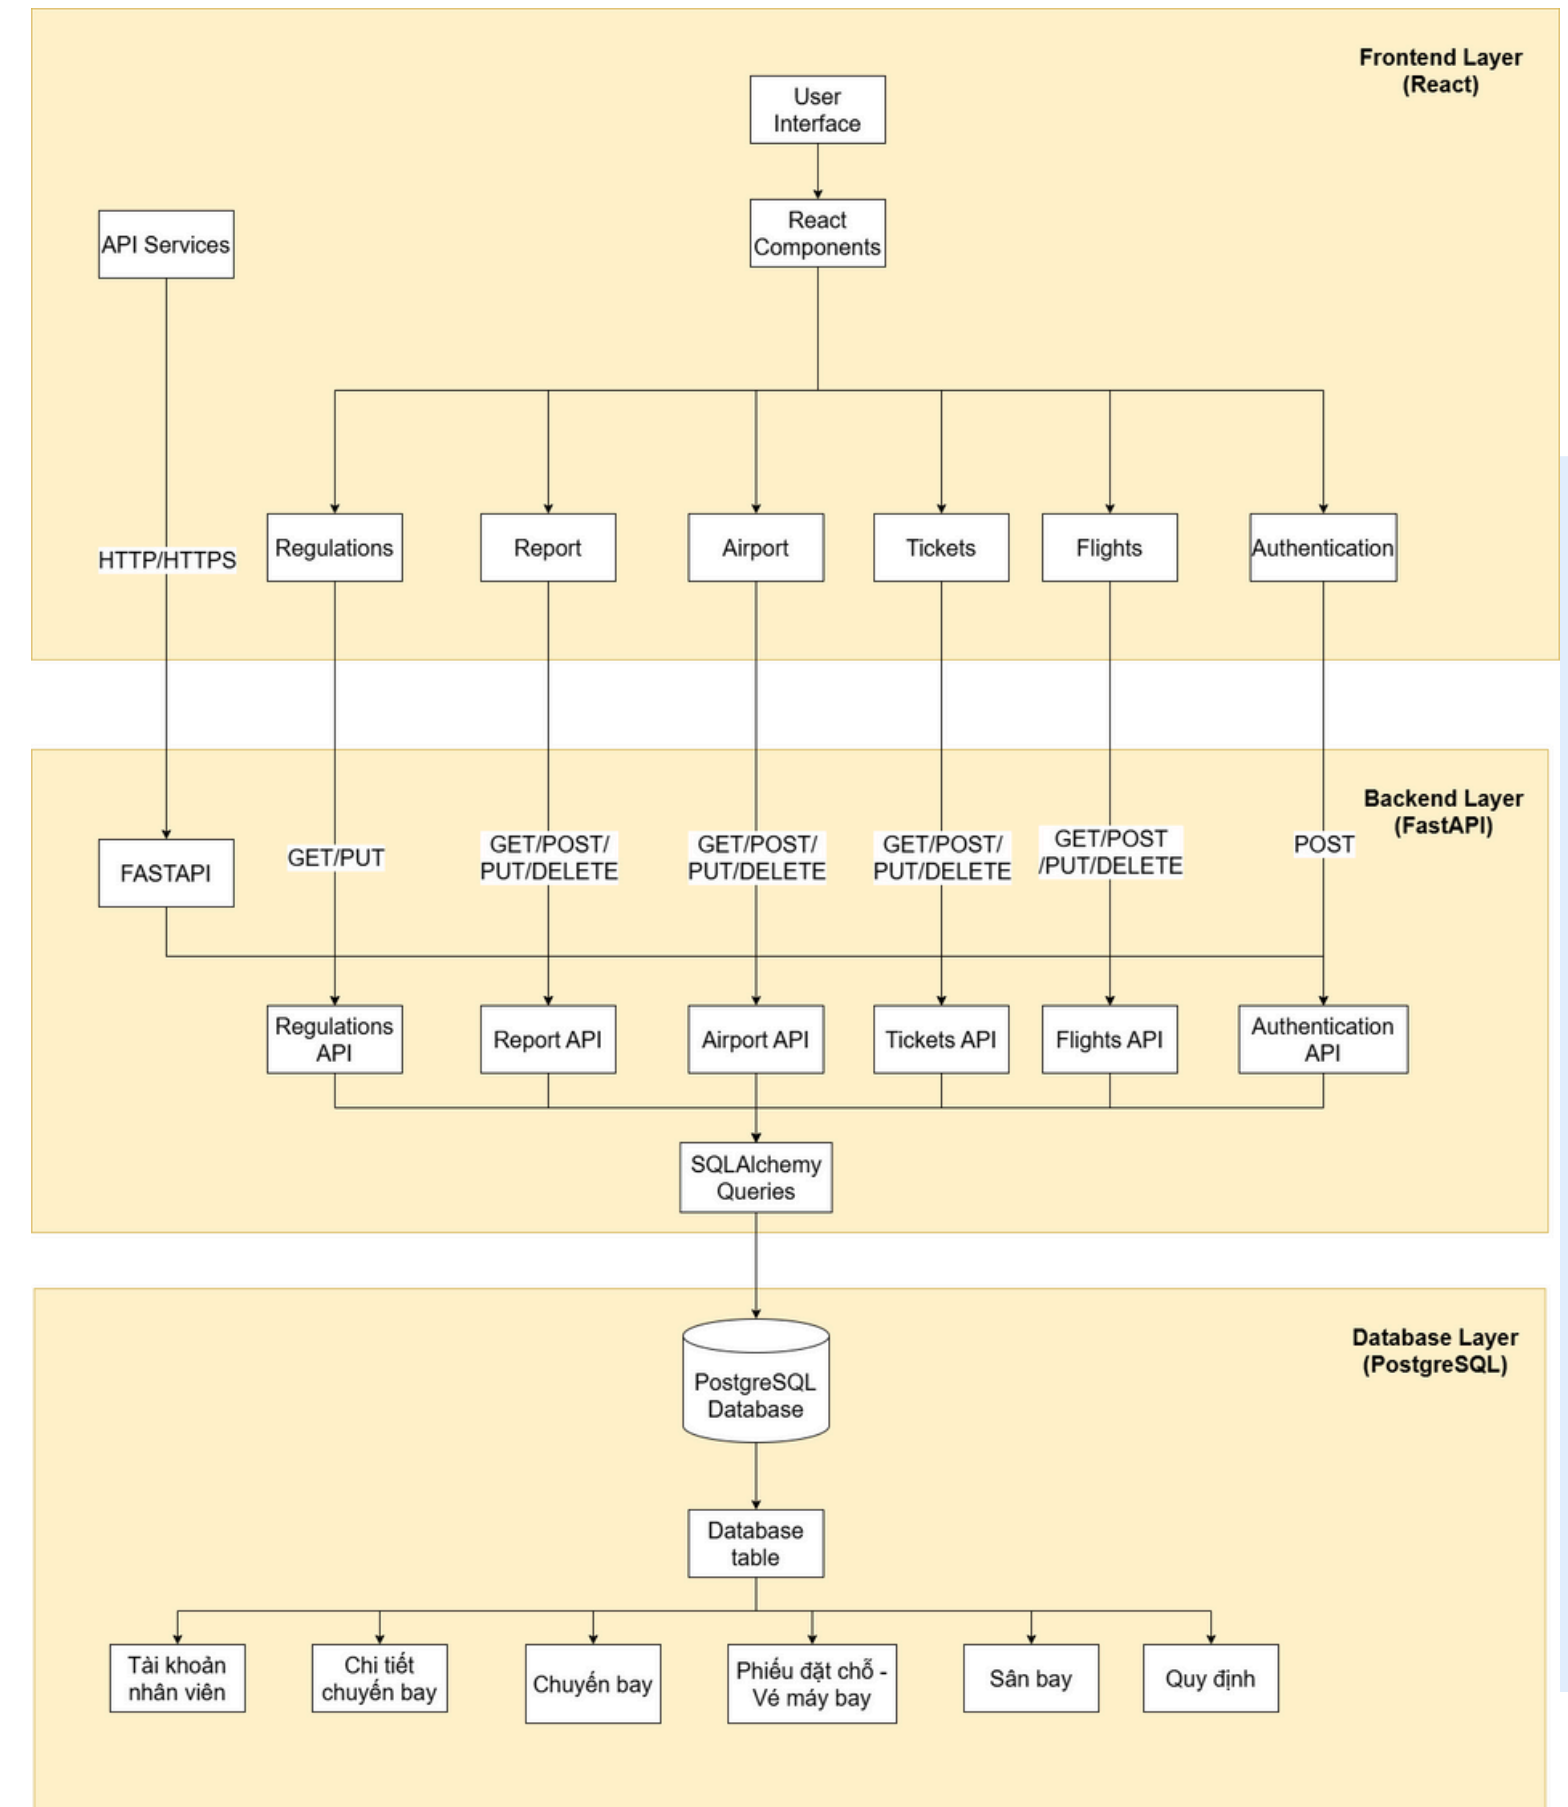 Frontend Layer
(React)
User
Interface
React
Components
API Services
HTTP/HTTPS
Regulations
Report
Airport
Tickets
Flights
Authentication
Backend Layer
(FastAPI)
FASTAPI
GET/PUT
GET/POST/
PUT/DELETE
GET/POST/
PUT/DELETE
GET/POST/
PUT/DELETE
GET/POST
/PUT/DELETE
POST
Regulations
API
Report API
Airport API
Tickets API
Flights API
Authentication
API
SQLAlchemy
Queries
Database Layer
(PostgreSQL)
PostgreSQL
Database
Database
table
Tài khoản
nhân viên
Chi tiết
chuyến bay
Chuyến bay
Phiếu đặt chỗ -
Vé máy bay
Sân bay
Quy định